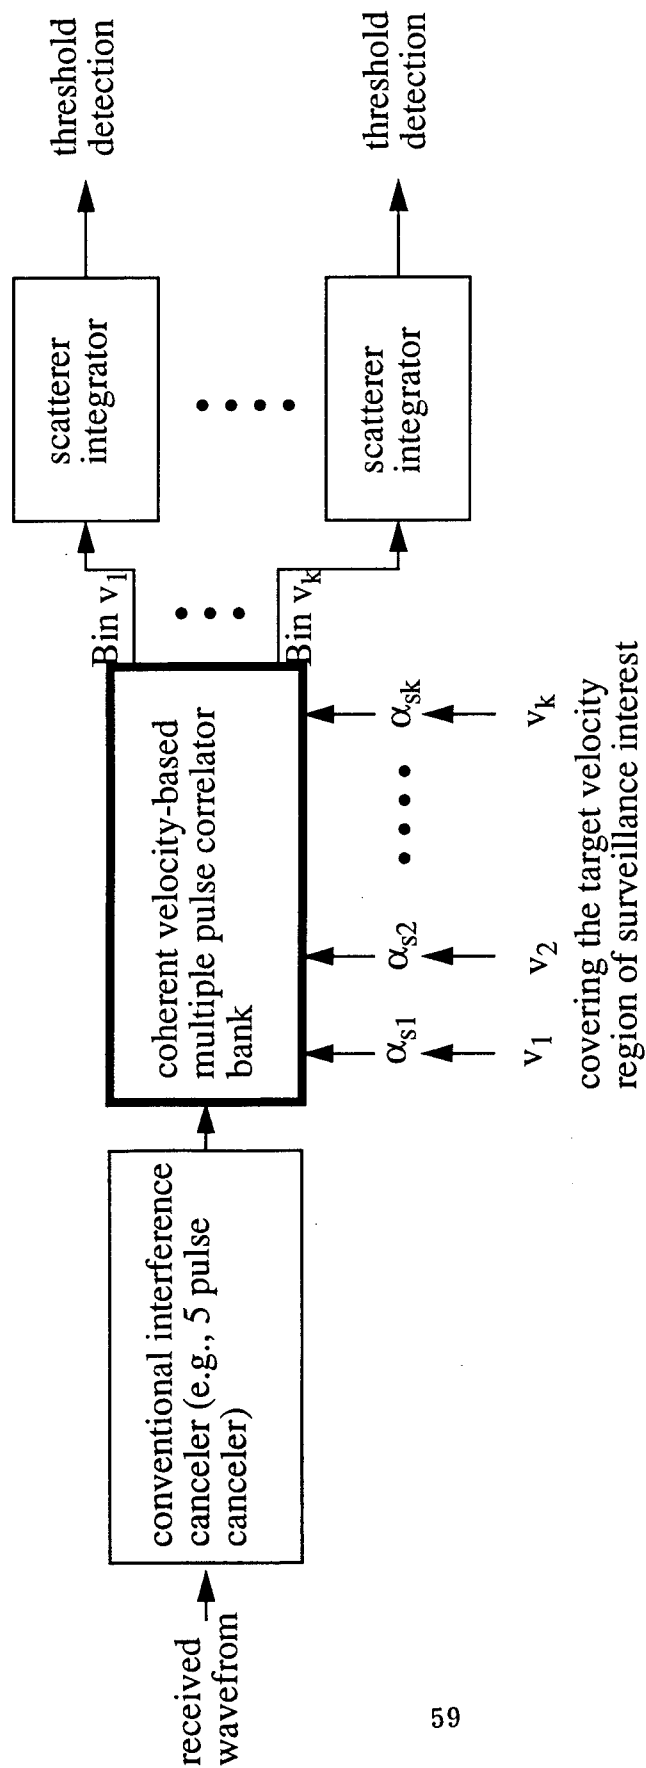 received
wavefrom
conventional interference
canceler (e.g., 5 pulse
canceler)
coherent velocity-based
multiple pulse correlator
bank
Bin v₁
Bin vₖ
scatterer
integrator
threshold
detection
scatterer
integrator
threshold
detection
αₛ₁ αₛ₂ αₛₖ
v₁ v₂ vₖ
covering the target velocity
region of surveillance interest
59